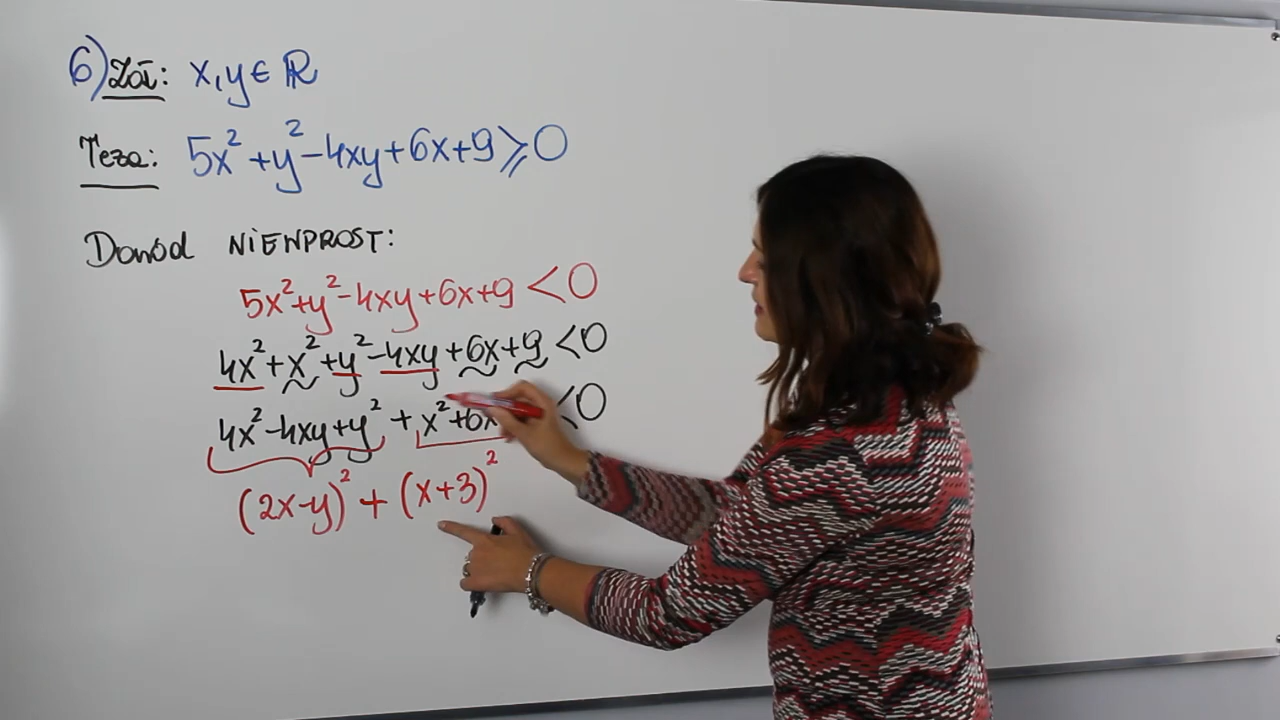 6) Zał: x, y ∈ ℝ
Teza: 5x² + y² - 4xy + 6x + 9 ⩾ 0
Dowód NIEWPROST:
5x² + y² - 4xy + 6x + 9 < 0
4x² + x² + y² - 4xy + 6x + 9 < 0
4x² - 4xy + y² + x² + 6x < 0
(2x - y)² + (x + 3)²